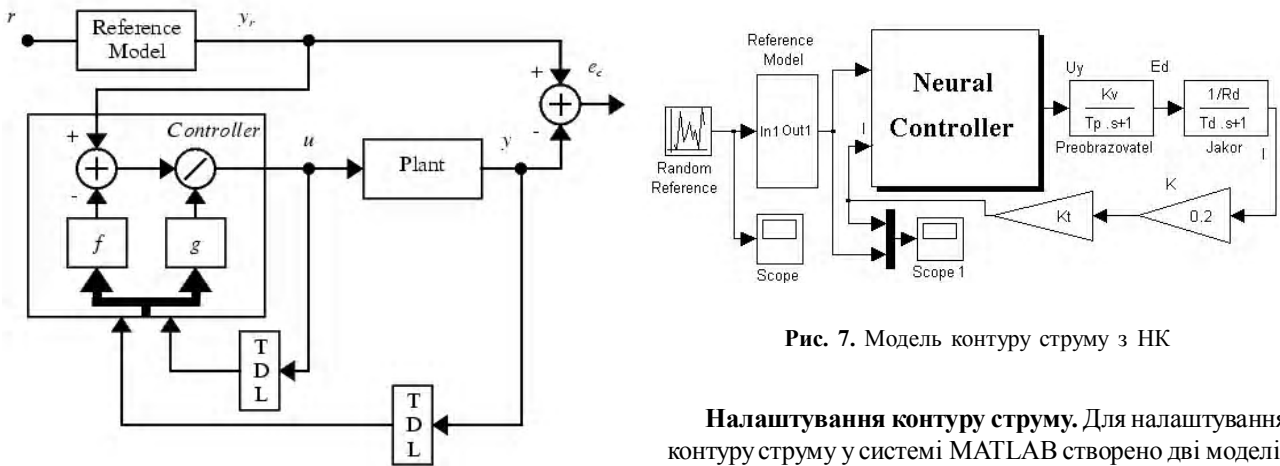 r
Reference
Model
y_r
+
-
e_c
Controller
+
-
u
Plant
y
f
g
T
D
L
T
D
L
Reference
Model
Random
Reference
In1 Out1
Scope
I
Neural
Controller
Scope 1
Uy
Kv
Tp .s+1
Preobrazovatel
Ed
1/Rd
Td .s+1
Jakor
I
K
0.2
Kt
Рис. 7. Модель контуру струму з НК
Налаштування контуру струму. Для налаштування
контуру струму у системі MATLAB створено дві моделі